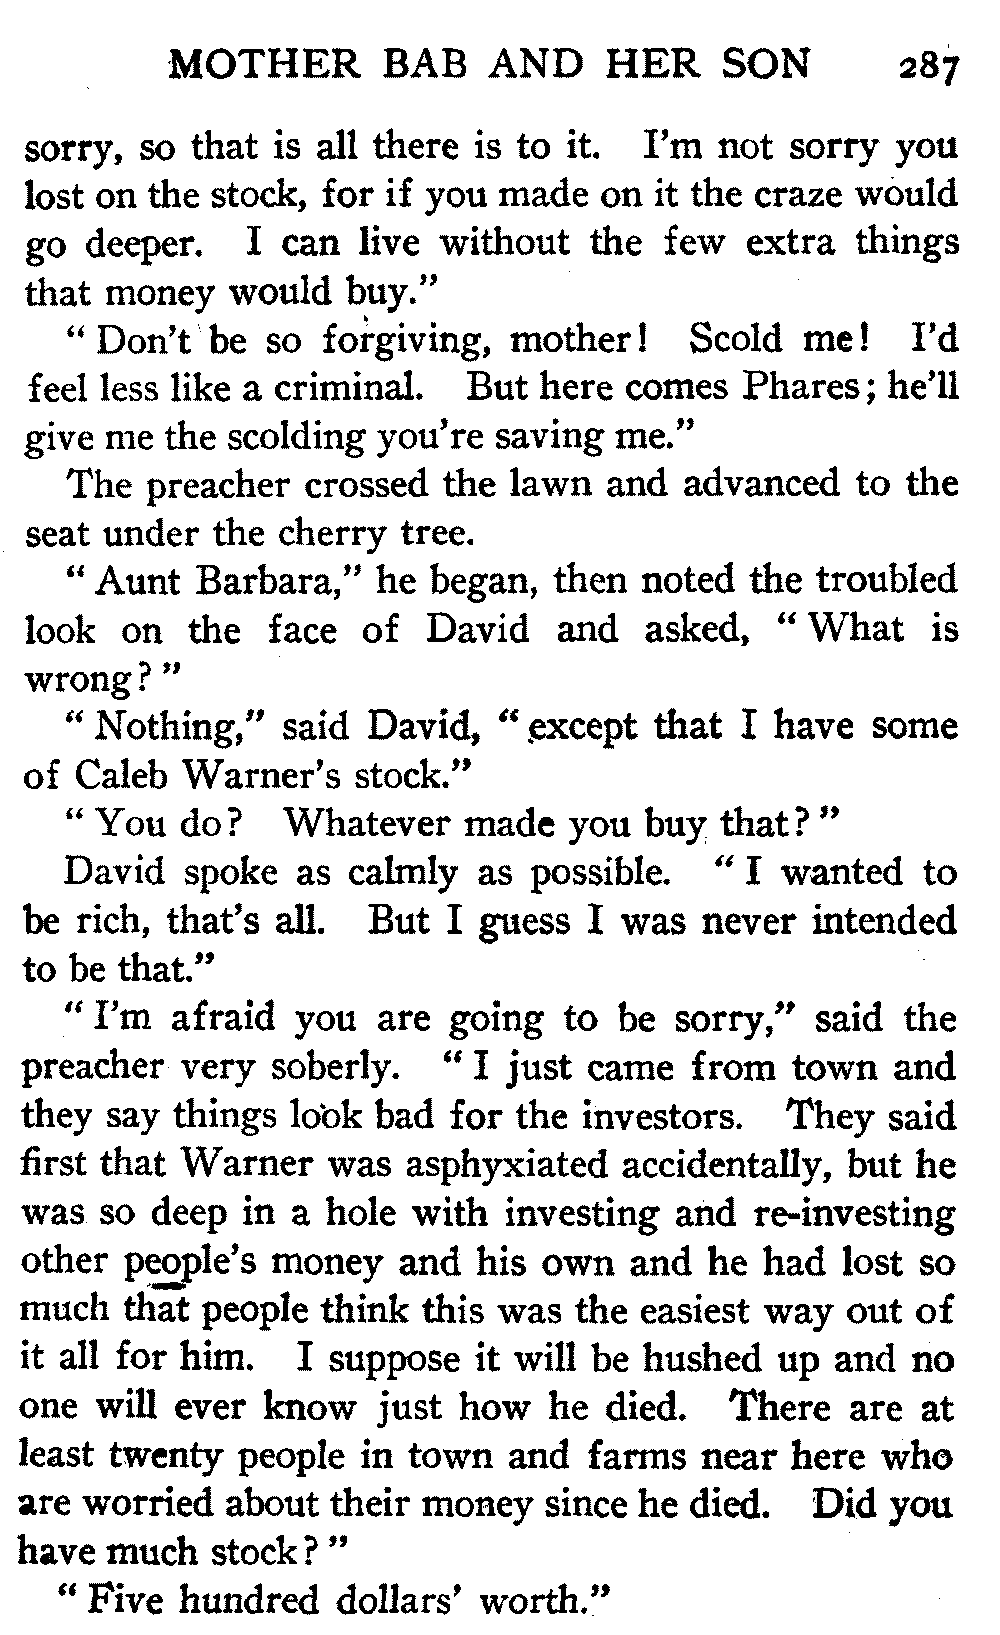 MOTHER BAB AND HER SON 287
sorry, so that is all there is to it. I'm not sorry you
lost on the stock, for if you made on it the craze would
go deeper. I can live without the few extra things
that money would buy."
"Don't be so forgiving, mother! Scold me! I'd
feel less like a criminal. But here comes Phares; he'll
give me the scolding you're saving me."
The preacher crossed the lawn and advanced to the
seat under the cherry tree.
"Aunt Barbara," he began, then noted the troubled
look on the face of David and asked, "What is
wrong?"
"Nothing," said David, "except that I have some
of Caleb Warner's stock."
"You do? Whatever made you buy that?"
David spoke as calmly as possible. "I wanted to
be rich, that's all. But I guess I was never intended
to be that."
"I'm afraid you are going to be sorry," said the
preacher very soberly. "I just came from town and
they say things look bad for the investors. They said
first that Warner was asphyxiated accidentally, but he
was so deep in a hole with investing and re-investing
other people's money and his own and he had lost so
much that people think this was the easiest way out of
it all for him. I suppose it will be hushed up and no
one will ever know just how he died. There are at
least twenty people in town and farms near here who
are worried about their money since he died. Did you
have much stock?"
"Five hundred dollars' worth."